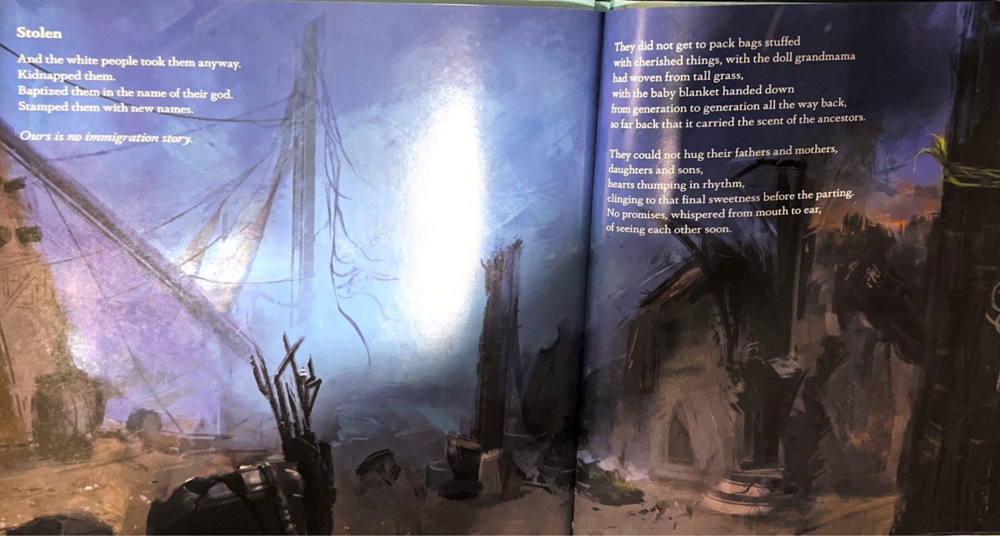 Stolen
And the white people took them anyway.
Kidnapped them.
Baptized them in the name of their god.
Stamped them with new names.
Ours is no immigration story.
They did not get to pack bags stuffed
with cherished things, with the doll grandmama
had woven from tall grass,
with the baby blanket handed down
from generation to generation all the way back,
so far back that it carried the scent of the ancestors.
They could not hug their fathers and mothers,
daughters and sons,
hearts thumping in rhythm,
clinging to that final sweetness before the parting.
No promises, whispered from mouth to ear,
of seeing each other soon.